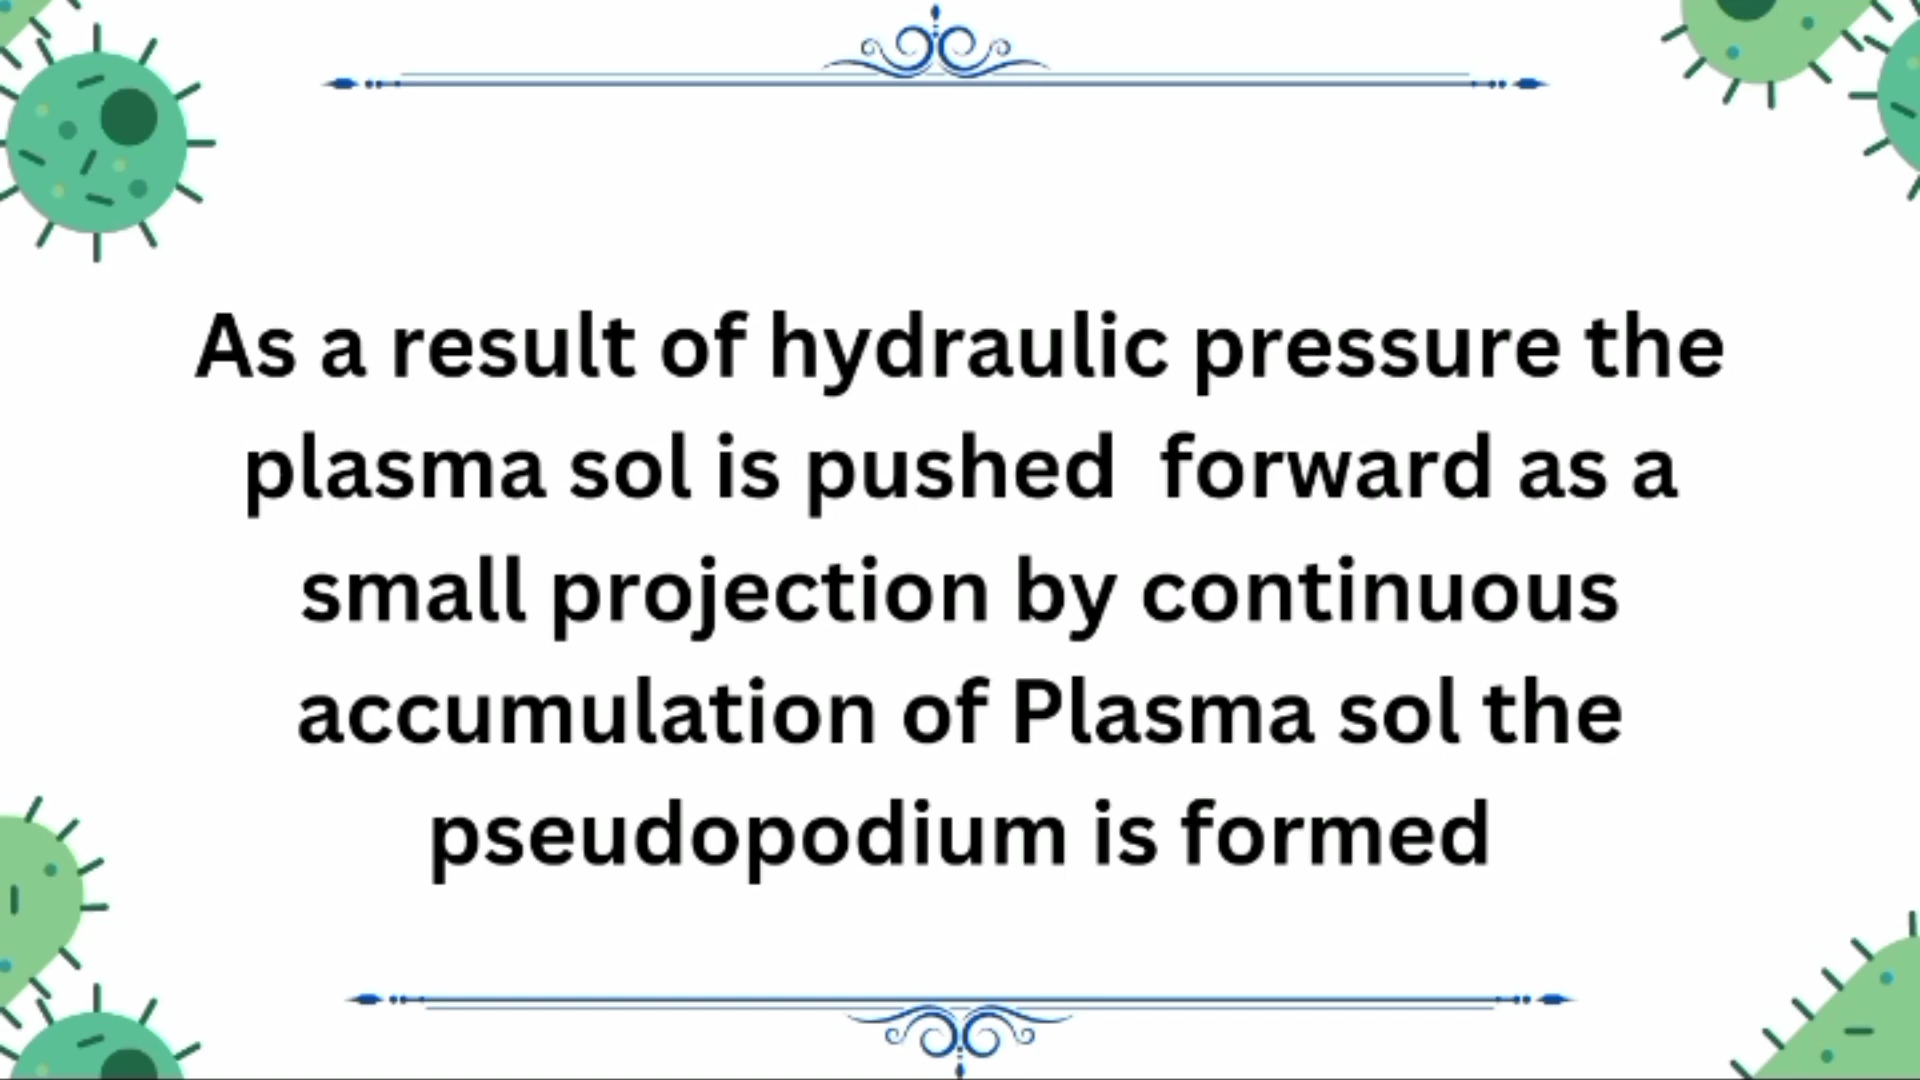 As a result of hydraulic pressure the
plasma sol is pushed  forward as a
small projection by continuous
accumulation of Plasma sol the
pseudopodium is formed